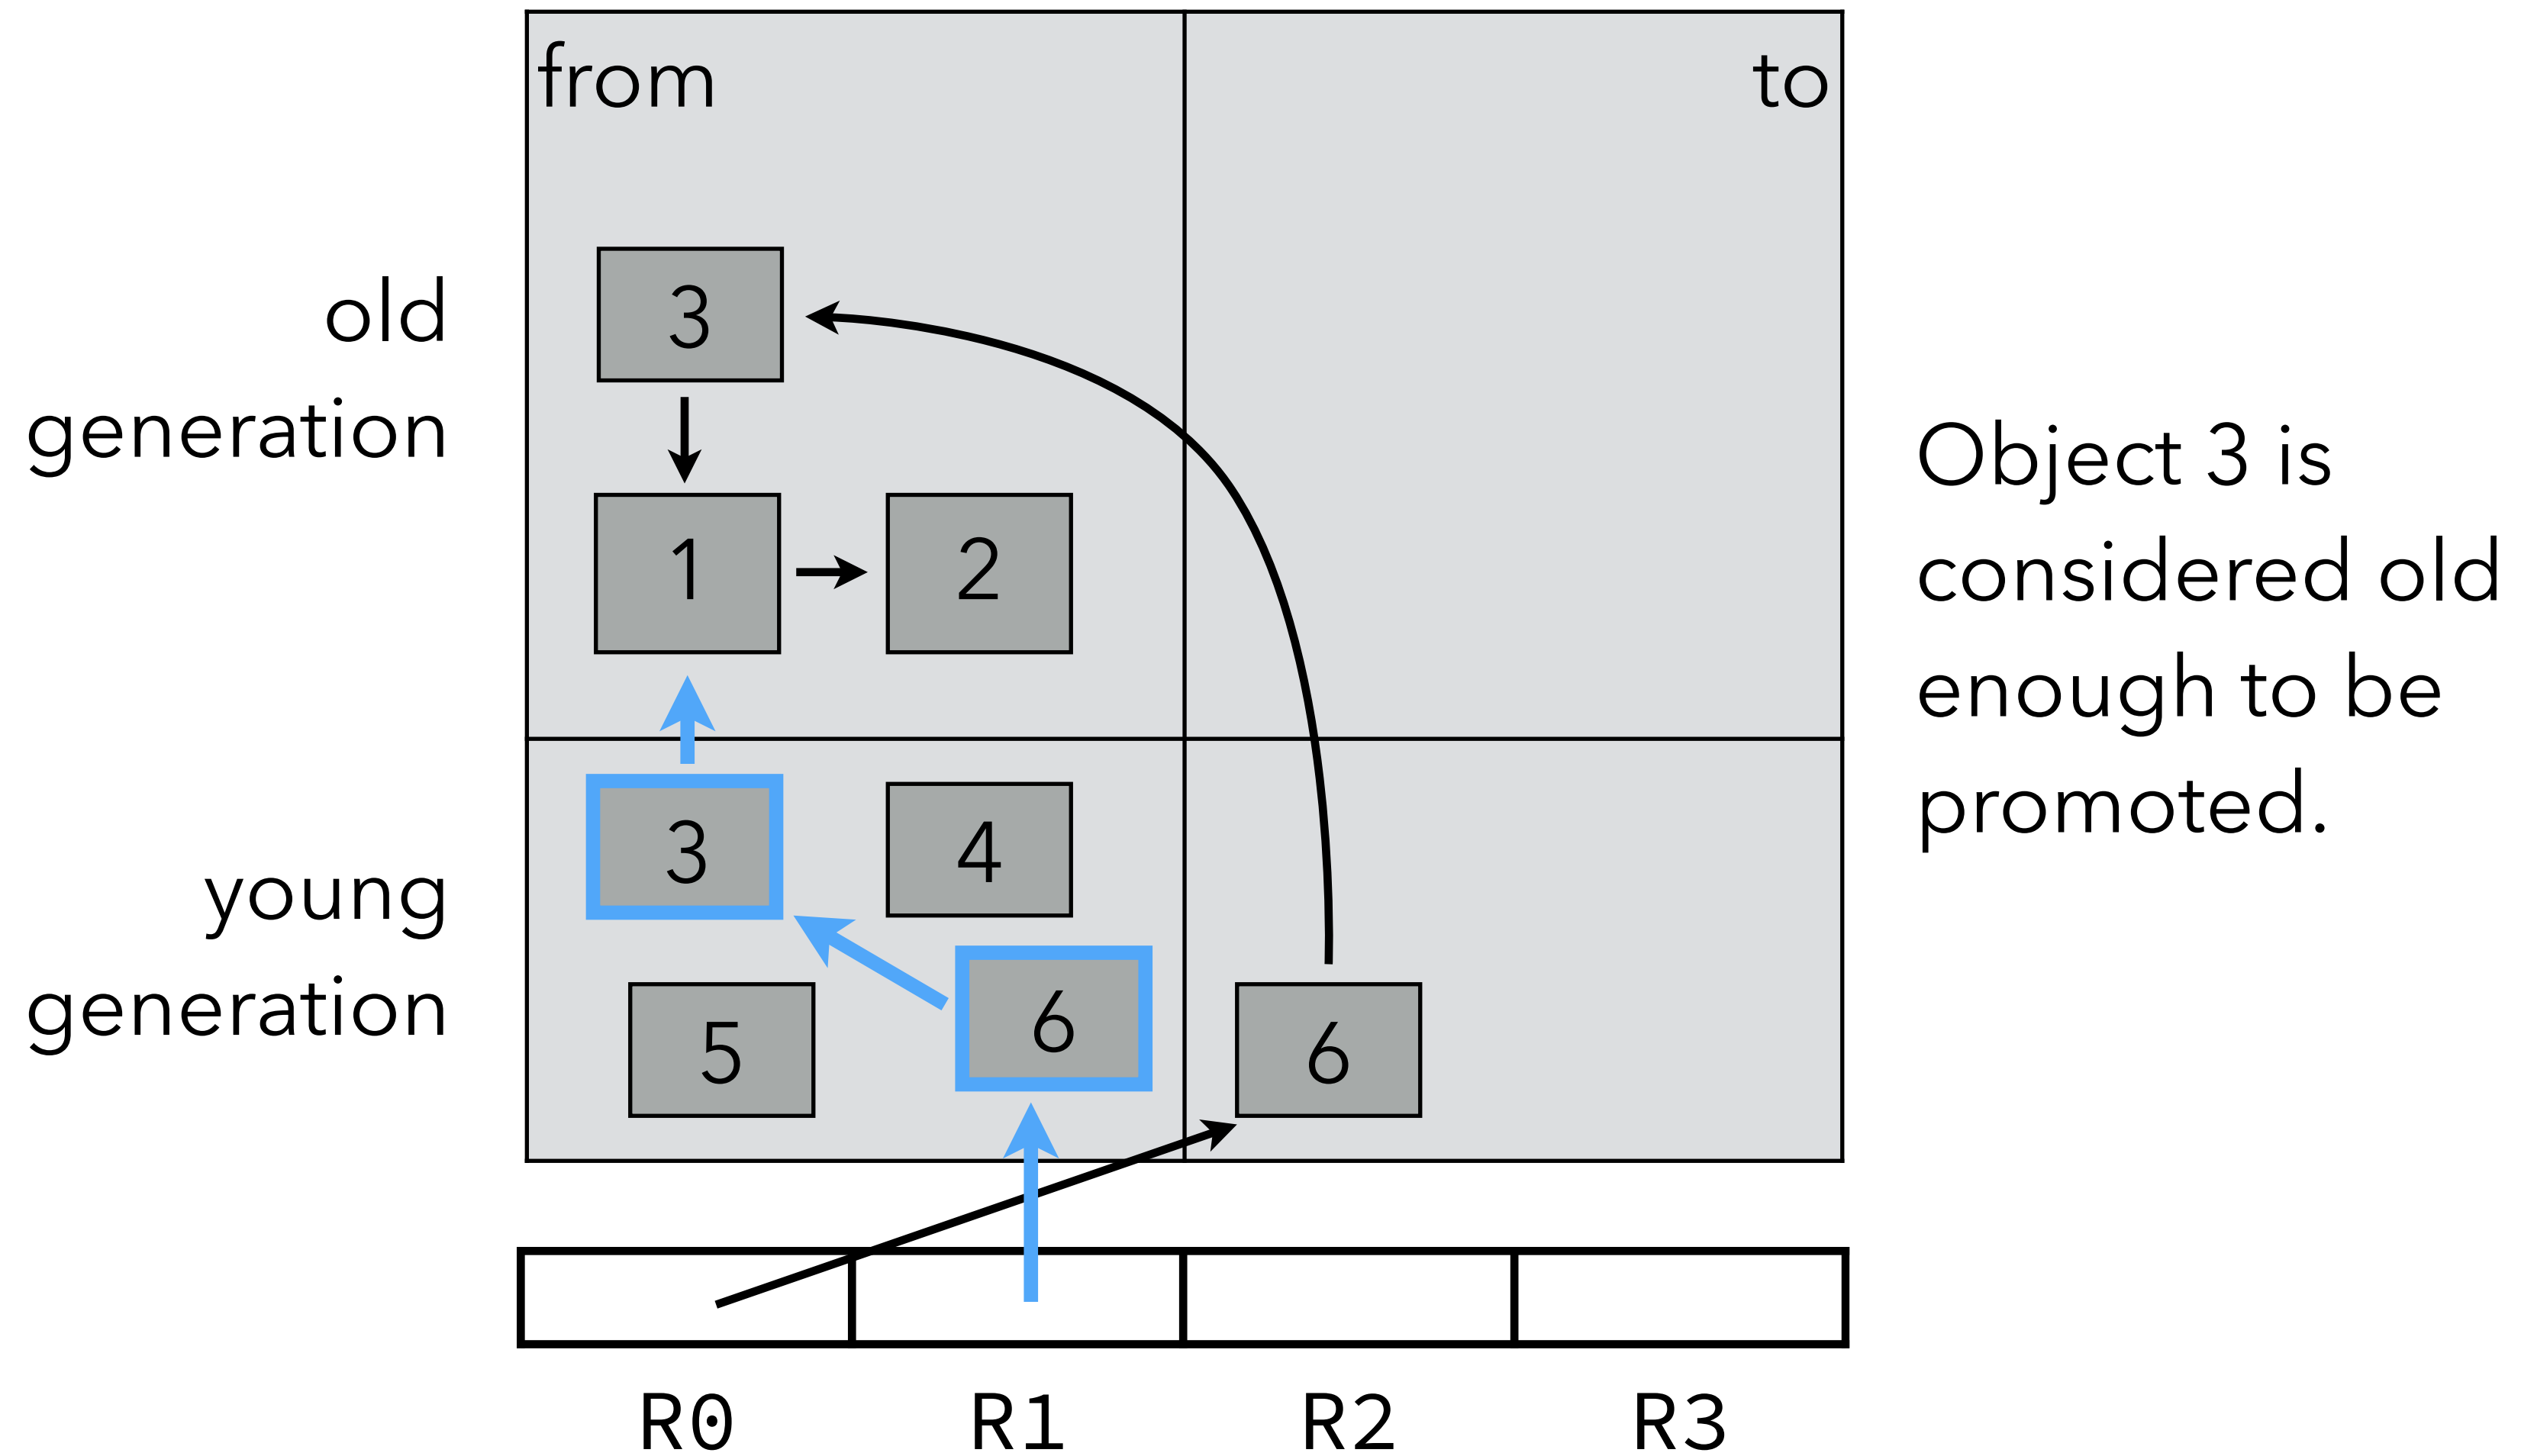 from
to
old
generation
3
1
2
Object 3 is
considered old
enough to be
promoted.
young
generation
3
4
5
6
6
R0
R1
R2
R3